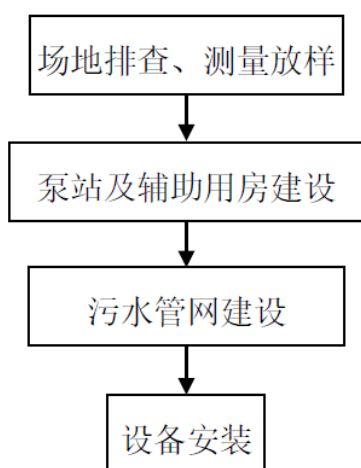 场地排查、测量放样
泵站及辅助用房建设
污水管网建设
设备安装